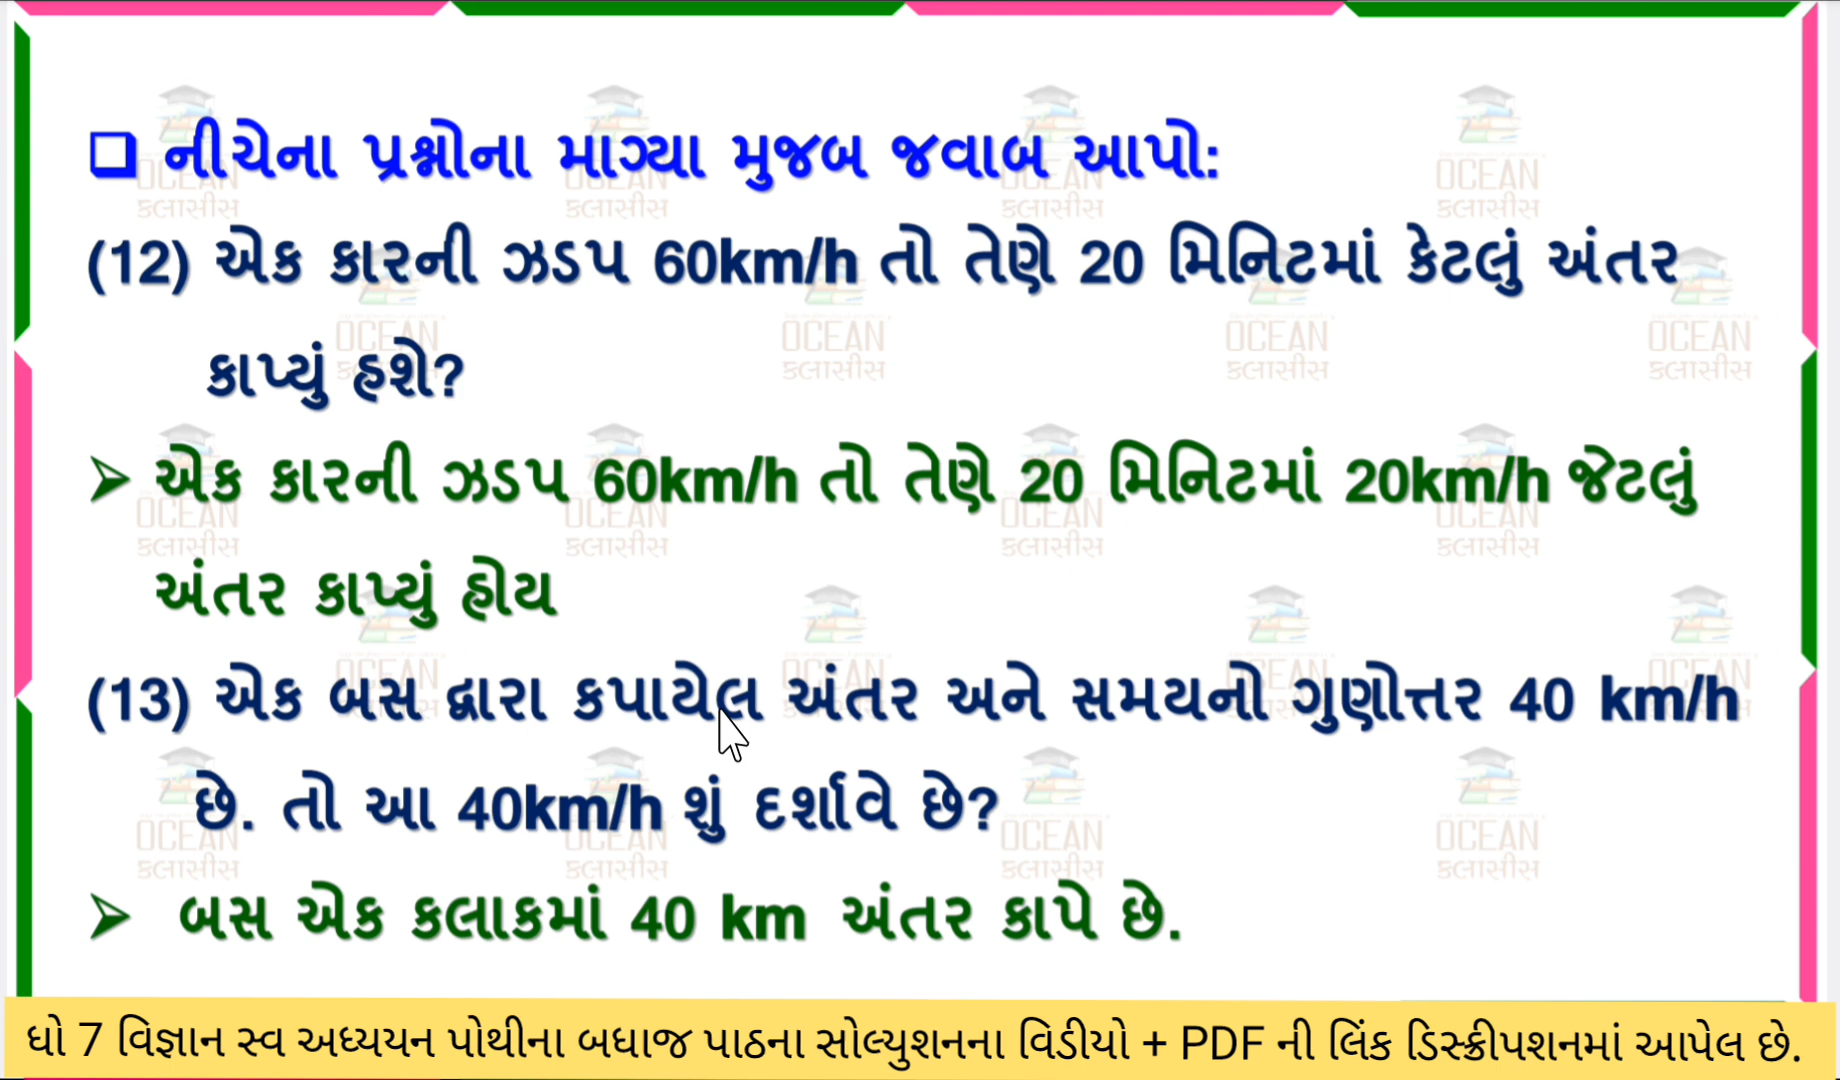 ❑ નીચેના પ્રશ્નોના માગ્યા મુજબ જવાબ આપો:
(12) એક કારની ઝડપ 60km/h તો તેણે 20 મિનિટમાં કેટલું અંતર
કાપ્યું હશે?
➢ એક કારની ઝડપ 60km/h તો તેણે 20 મિનિટમાં 20km/h જેટલું
અંતર કાપ્યું હોય
(13) એક બસ દ્વારા કપાયેલ અંતર અને સમયનો ગુણોત્તર 40 km/h
છે. તો આ 40km/h શું દર્શાવે છે?
➢ બસ એક કલાકમાં 40 km અંતર કાપે છે.
ધો 7 વિજ્ઞાન સ્વ અધ્યયન પોથીના બધાજ પાઠના સોલ્યુશનના વિડીયો + PDF ની લિંક ડિસ્ક્રીપશનમાં આપેલ છે.
OCEAN
કલાસીસ